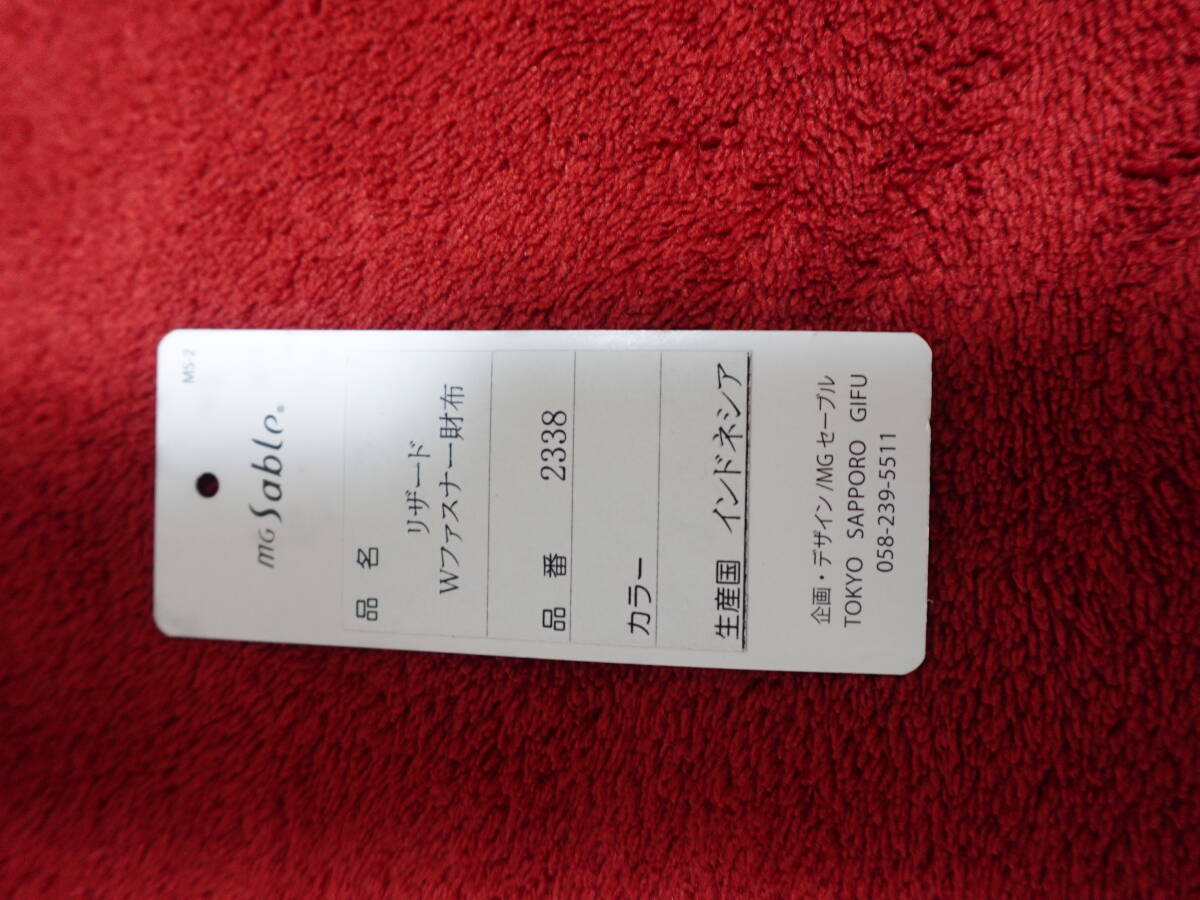 MS-2
MG Sable®
品 名
リザード
Wファスナー財布
品 番 2338
カラー
生産国 インドネシア
企画・デザイン/MGセーブル
TOKYO SAPPORO GIFU
058-239-5511